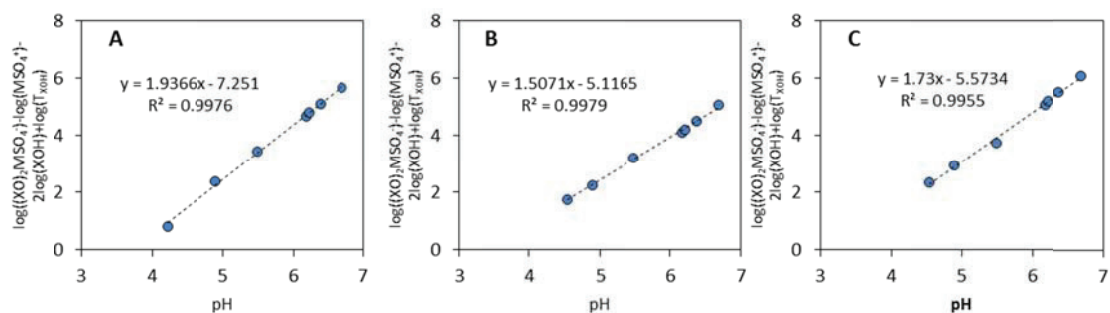 A
log{(XO)₂MSO₄⁻}-log{MSO₄⁺}-
2log{XOH}+log{T_XOH}
8
6
4
2
0
y = 1.9366x - 7.251
R² = 0.9976
3 4 5 6 7
pH
B
log{(XO)₂MSO₄⁻}-log{MSO₄⁺}-
2log{XOH}+log{T_XOH}
8
6
4
2
0
y = 1.5071x - 5.1165
R² = 0.9979
3 4 5 6 7
pH
C
log{(XO)₂MSO₄⁻}-log{MSO₄⁺}-
2log{XOH}+log{T_XOH}
8
6
4
2
0
y = 1.73x - 5.5734
R² = 0.9955
3 4 5 6 7
pH